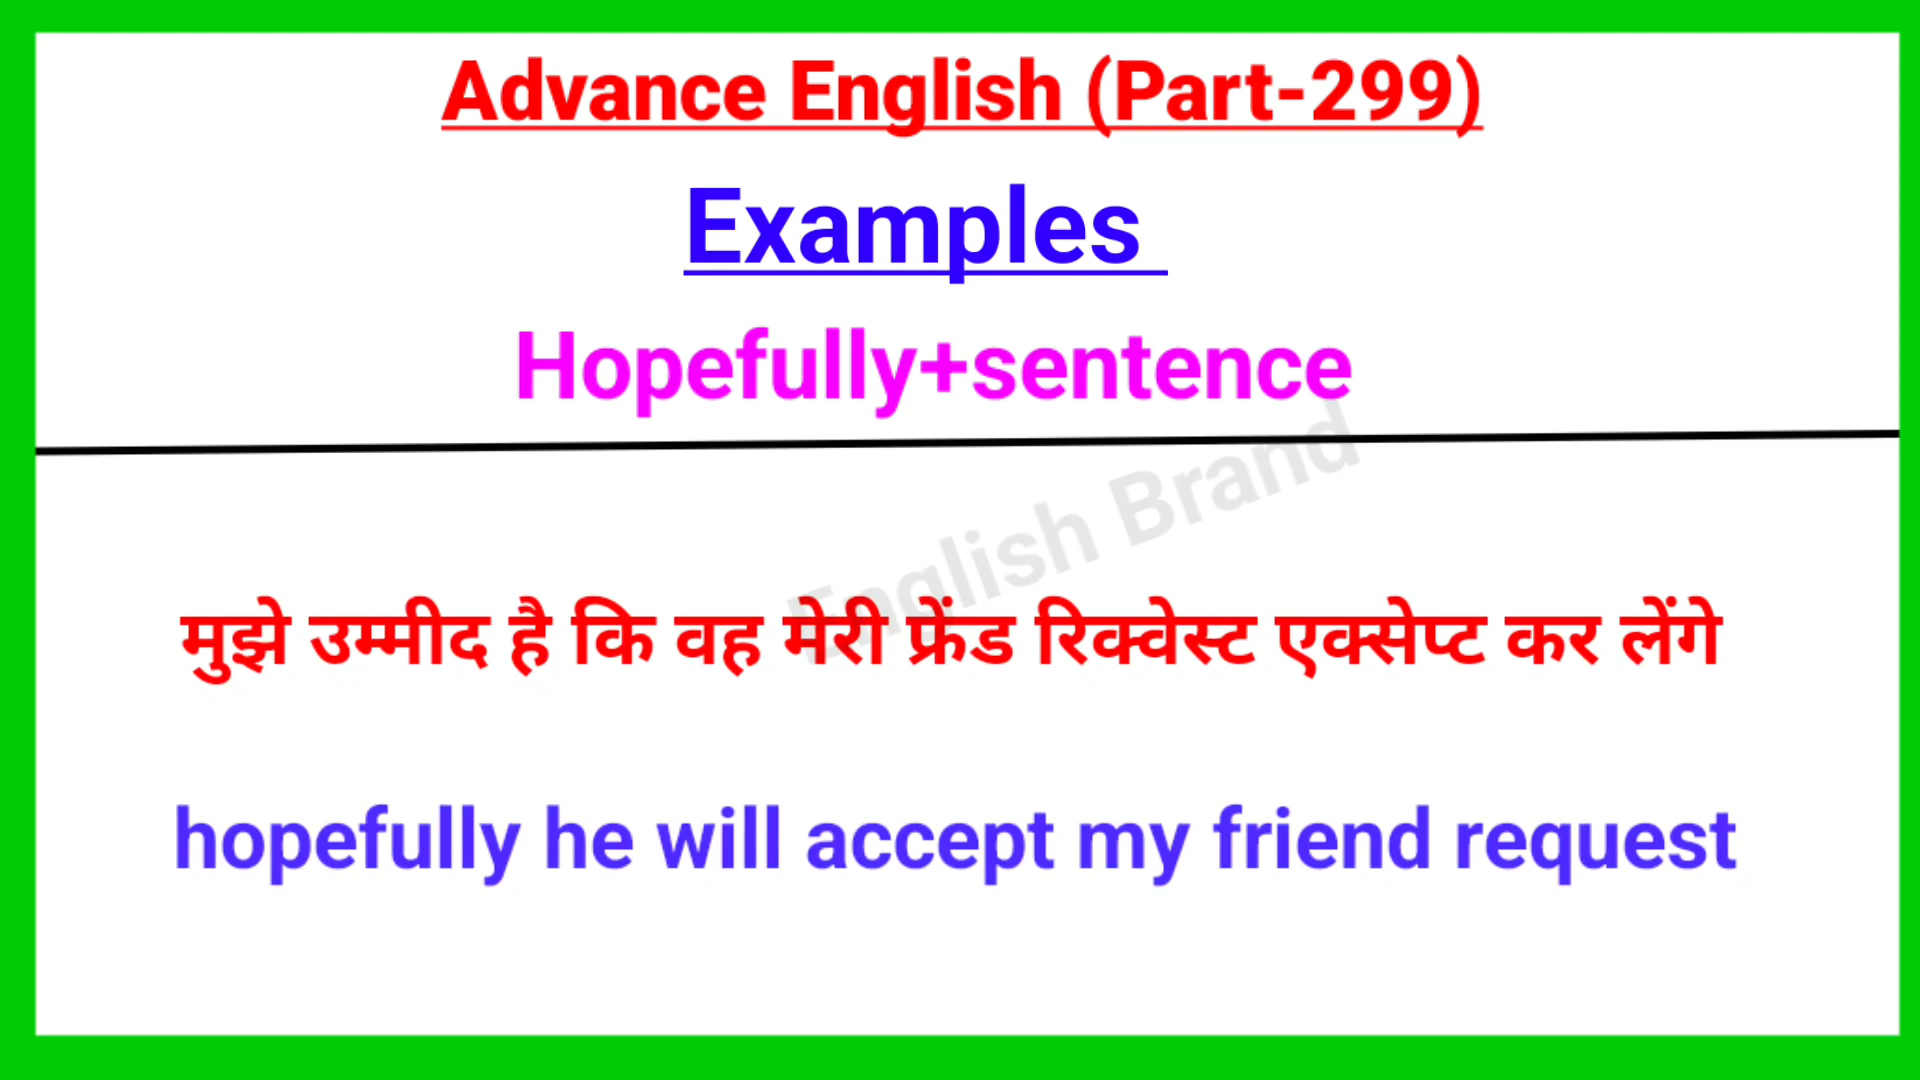 Advance English (Part-299)
Examples
Hopefully+sentence
English Brand
मुझे उम्मीद है कि वह मेरी फ्रेंड रिक्वेस्ट एक्सेप्ट कर लेंगे
hopefully he will accept my friend request